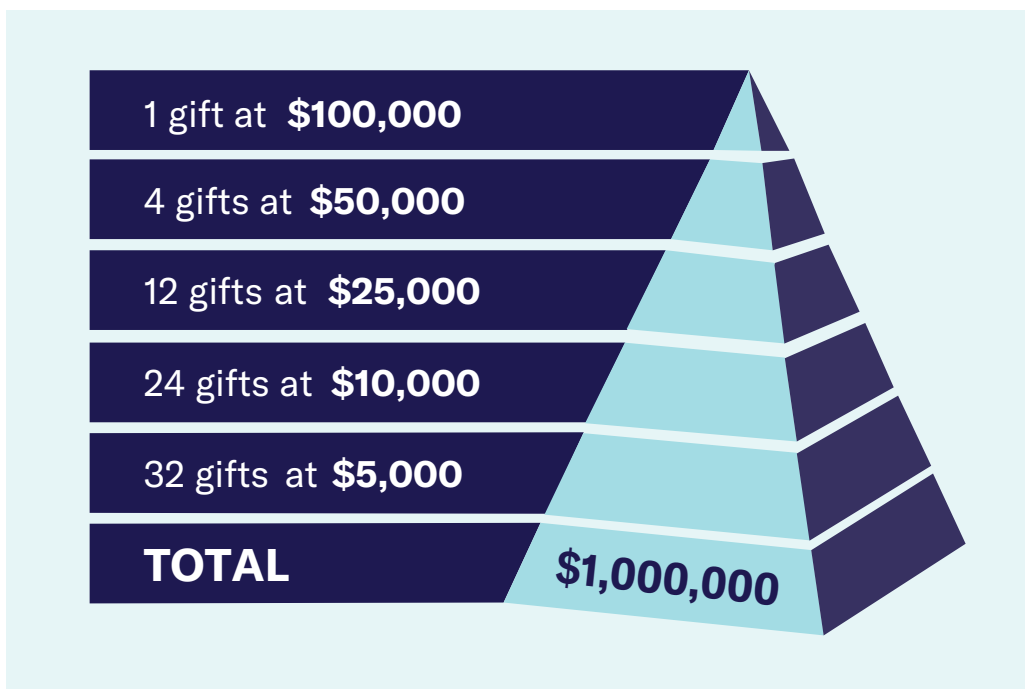 1 gift at $100,000
4 gifts at $50,000
12 gifts at $25,000
24 gifts at $10,000
32 gifts at $5,000
TOTAL $1,000,000